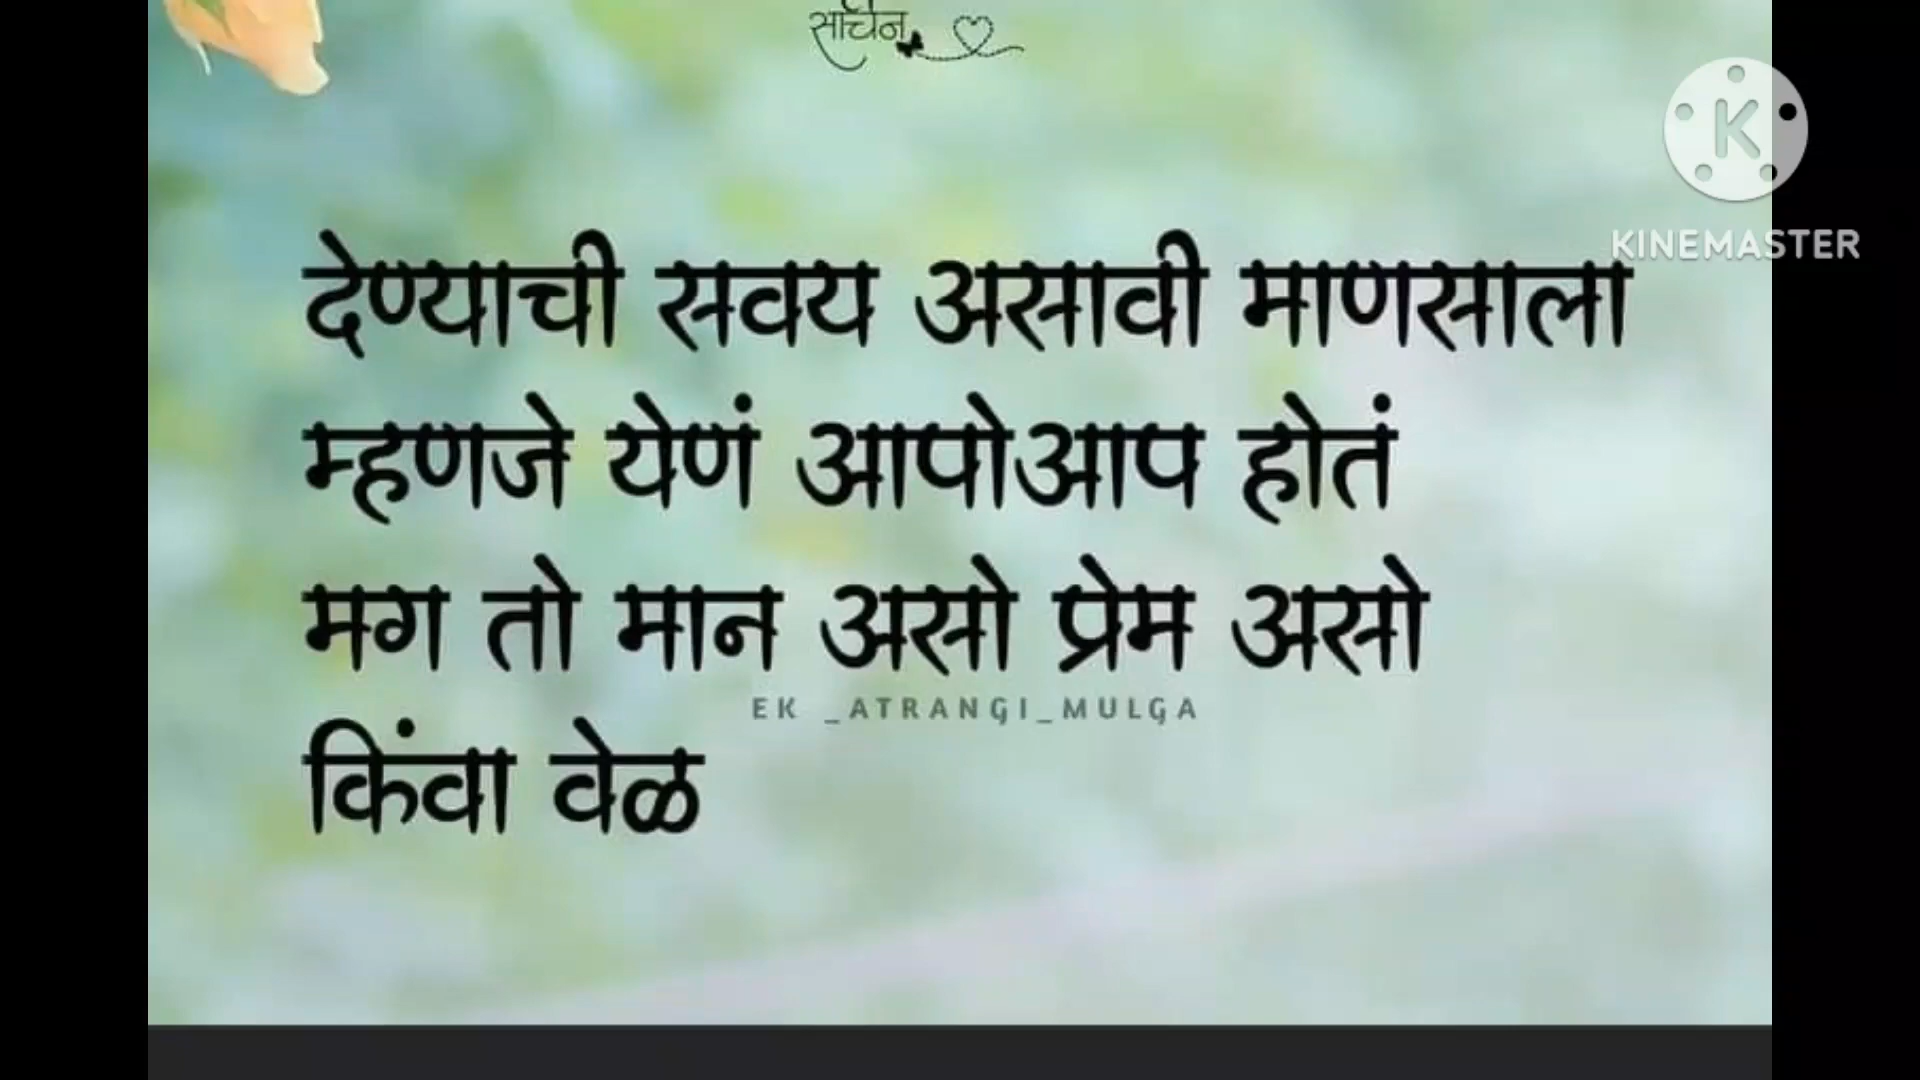 सचिन
KINEMASTER
देण्याची सवय असावी माणसाला
म्हणजे येणं आपोआप होतं
मग तो मान असो प्रेम असो
EK _ATRANGI_MULGA
किंवा वेळ